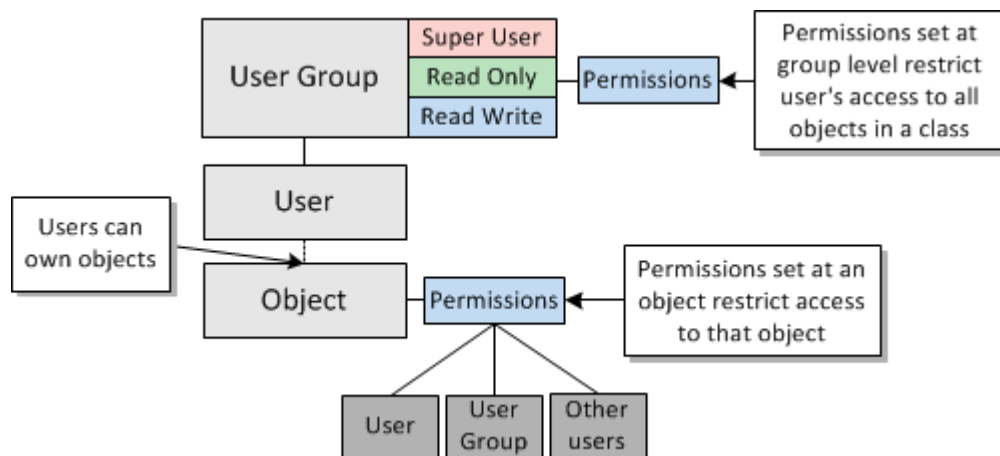 User Group
Super User
Read Only
Read Write
Permissions
Permissions set at
group level restrict
user's access to all
objects in a class
User
Users can
own objects
Object
Permissions
Permissions set at an
object restrict access
to that object
User
User
Group
Other
users